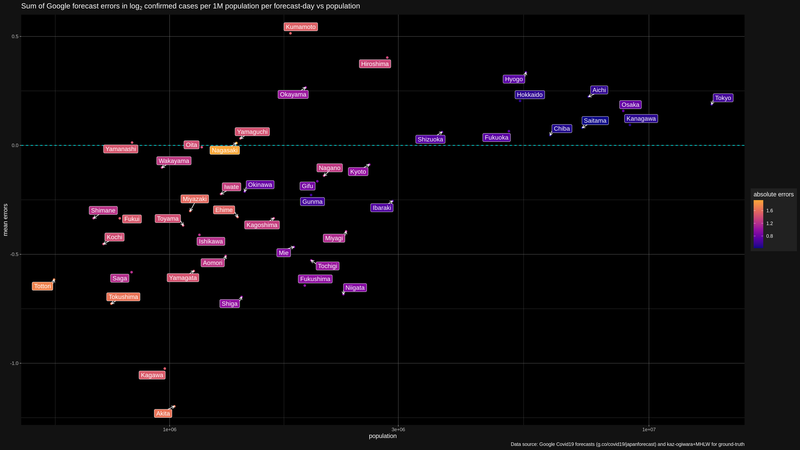 Sum of Google forecast errors in log₂ confirmed cases per 1M population per forecast-day vs population
mean errors
0.5
0.0
-0.5
-1.0
Kumamoto
Hiroshima
Hyogo
Okayama
Hokkaido
Aichi
Tokyo
Osaka
Kanagawa
Saitama
Chiba
Yamaguchi
Shizuoka
Fukuoka
Yamanashi
Oita
Nagasaki
Wakayama
Nagano
Kyoto
Iwate
Okinawa
Gifu
Miyazaki
Gunma
Ibaraki
Shimane
Fukui
Toyama
Ehime
Kagoshima
Kochi
Ishikawa
Miyagi
Mie
Aomori
Tochigi
Saga
Yamagata
Fukushima
Tottori
Niigata
Tokushima
Shiga
Kagawa
Akita
1e+06
3e+06
1e+07
population
absolute errors
1.6
1.2
0.8
Data source: Google Covid19 forecasts (g.co/covid19/japanforecast) and kaz-ogiwara+MHLW for ground-truth